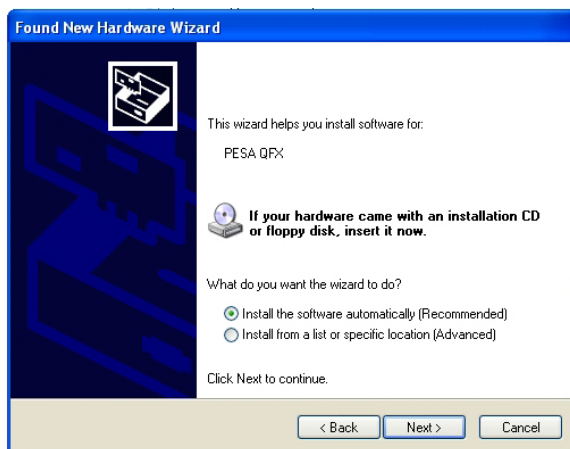 Found New Hardware Wizard
This wizard helps you install software for:
PESA QFX
If your hardware came with an installation CD
or floppy disk, insert it now.
What do you want the wizard to do?
Install the software automatically (Recommended)
Install from a list or specific location (Advanced)
Click Next to continue.
< Back Next > Cancel